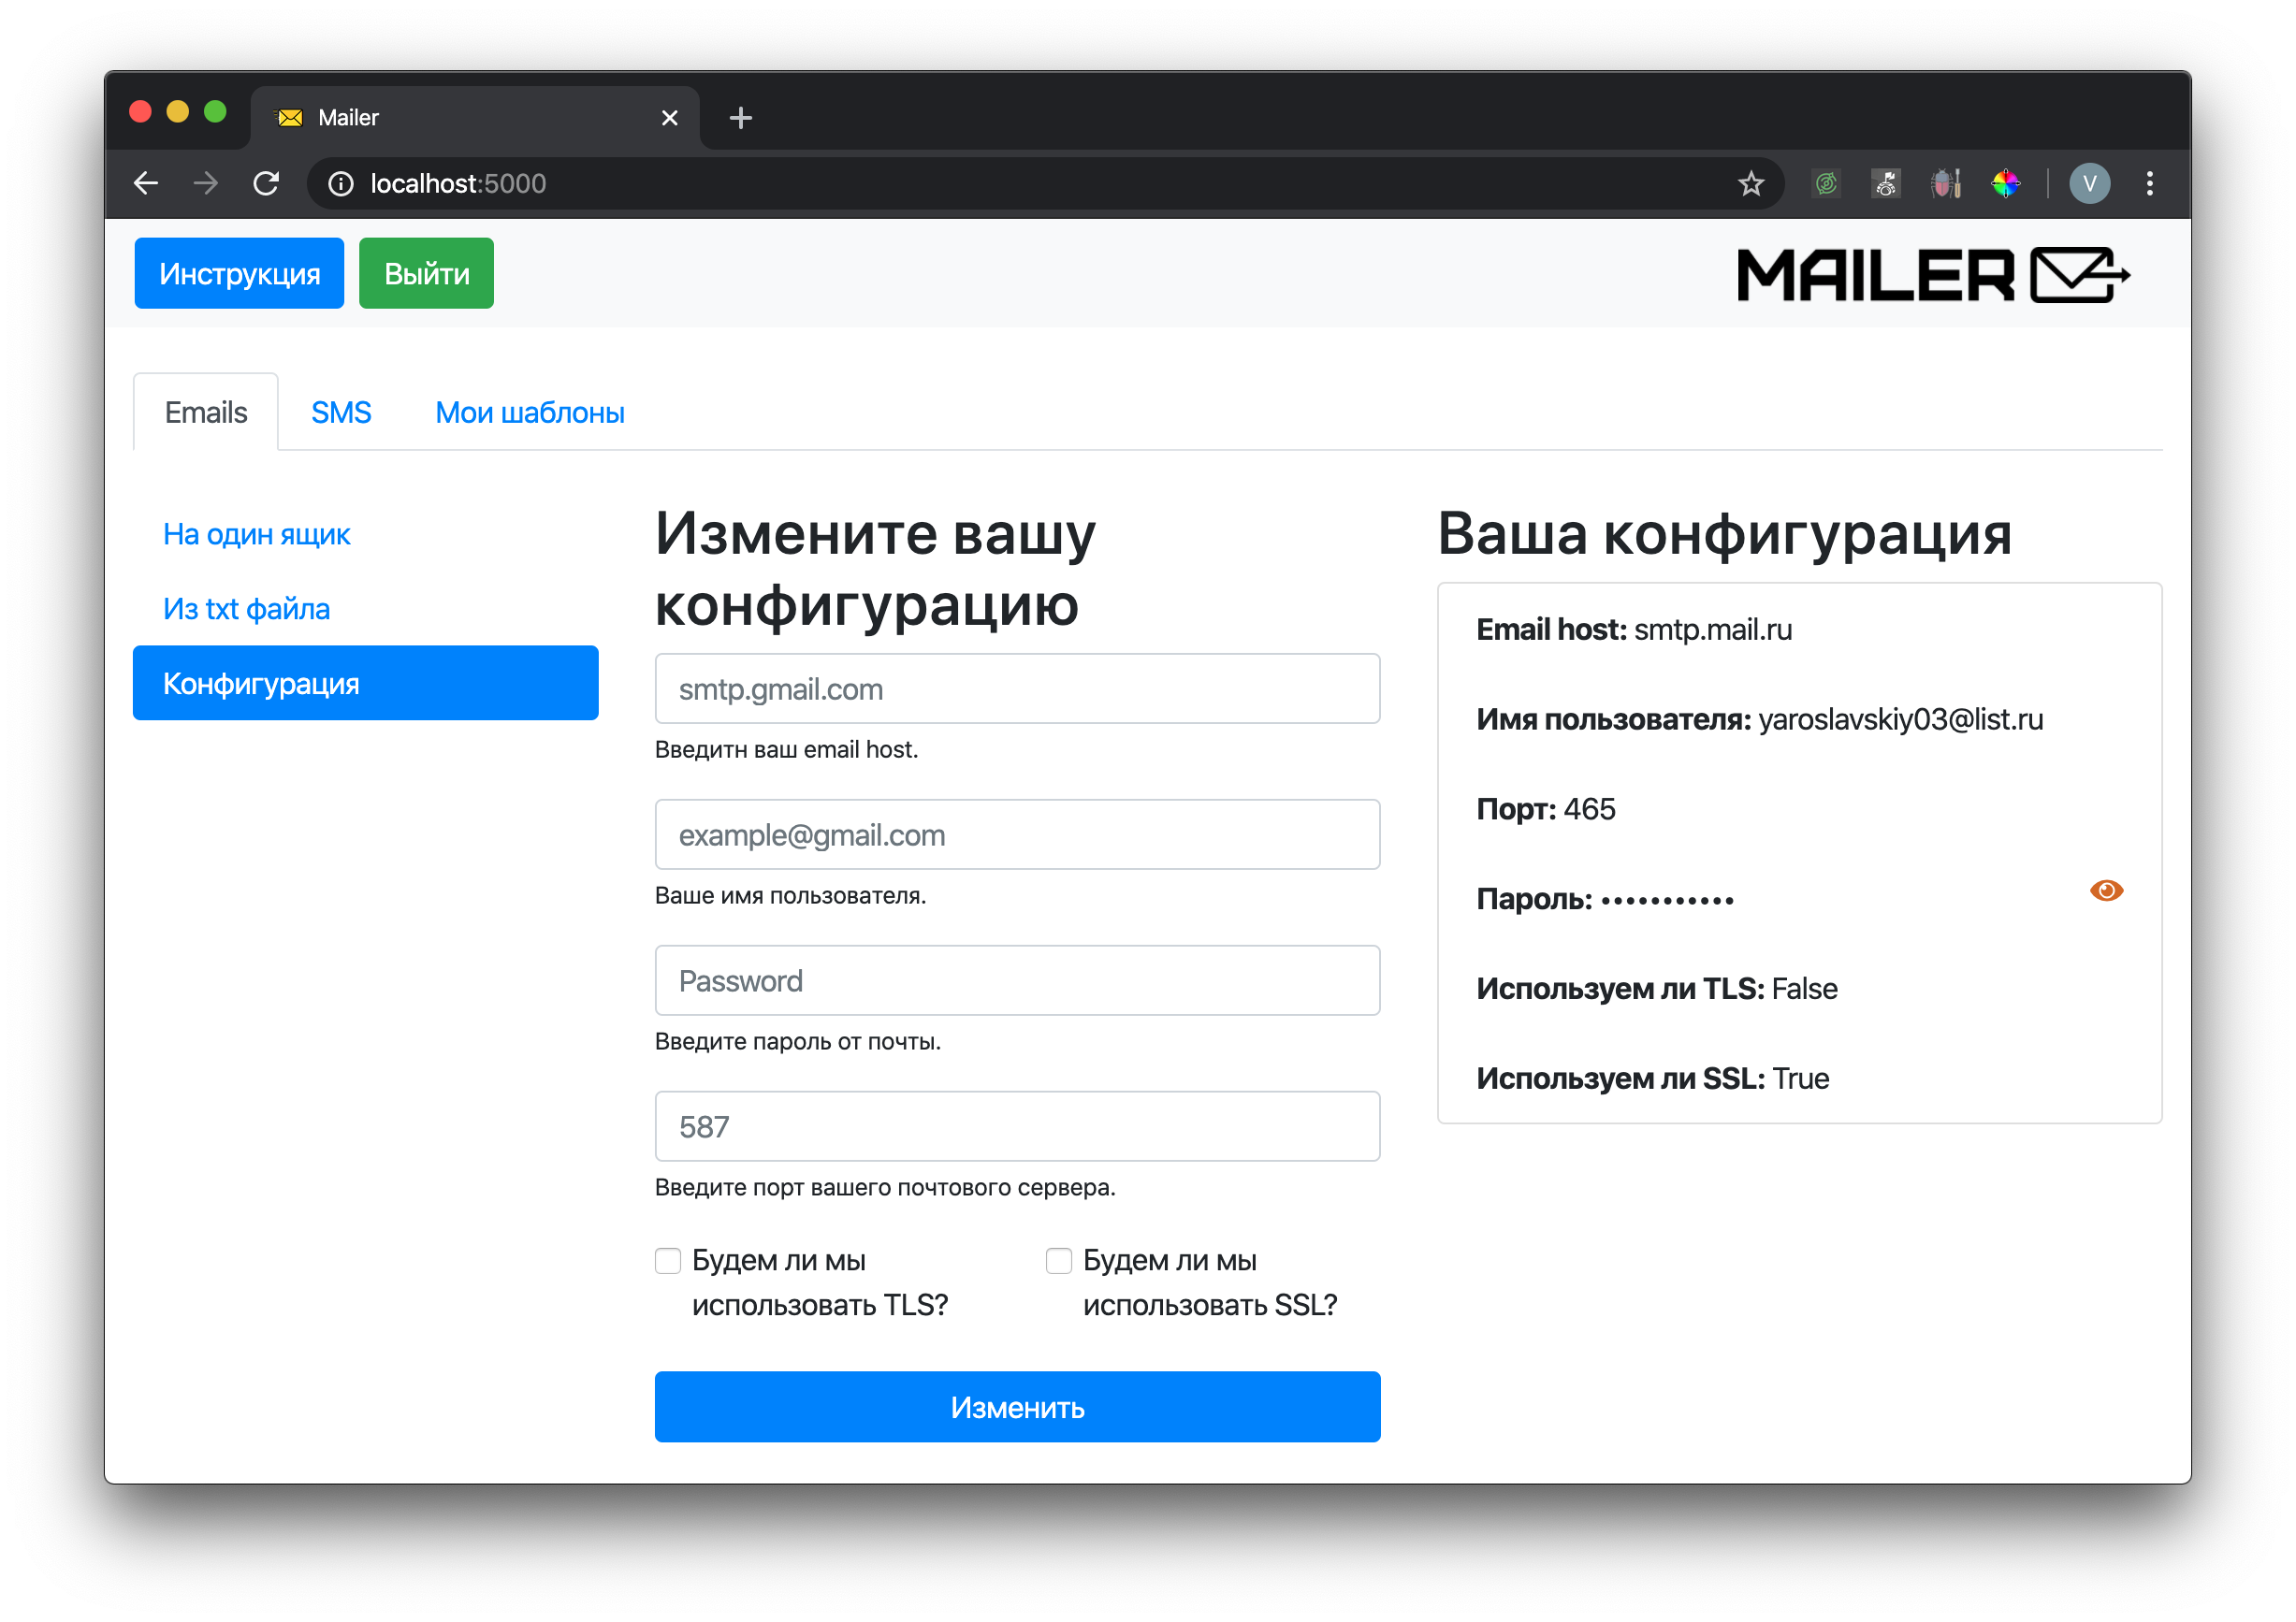 Mailer
localhost:5000
V
Инструкция
Выйти
MAILER
Emails
SMS
Мои шаблоны
На один ящик
Из txt файла
Конфигурация
Измените вашу
конфигурацию
smtp.gmail.com
Введитн ваш email host.
example@gmail.com
Ваше имя пользователя.
Password
Введите пароль от почты.
587
Введите порт вашего почтового сервера.
Будем ли мы
использовать TLS?
Будем ли мы
использовать SSL?
Изменить
Ваша конфигурация
Email host: smtp.mail.ru
Имя пользователя: yaroslavskiy03@list.ru
Порт: 465
Пароль: •••••••••••
Используем ли TLS: False
Используем ли SSL: True